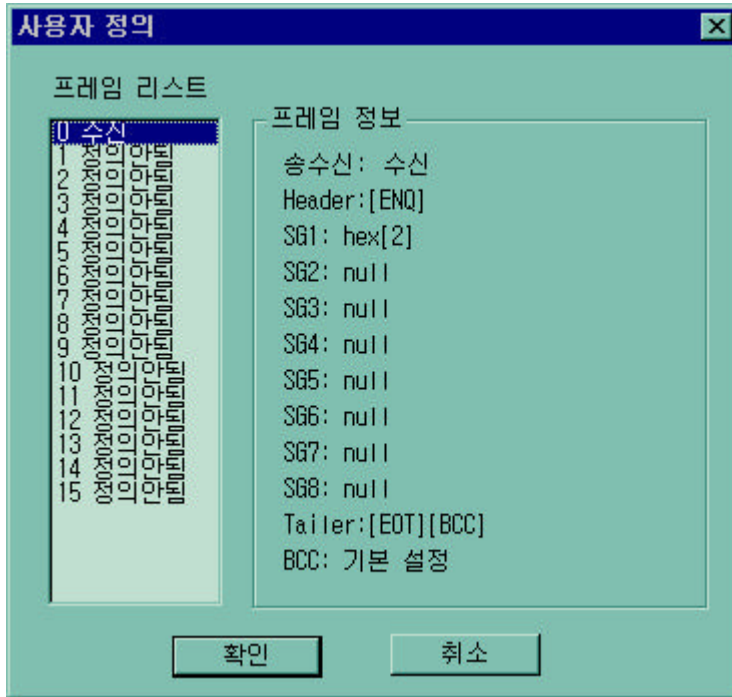 사용자 정의
프레임 리스트
0 수신
1 정의안됨
2 정의안됨
3 정의안됨
4 정의안됨
5 정의안됨
6 정의안됨
7 정의안됨
8 정의안됨
9 정의안됨
10 정의안됨
11 정의안됨
12 정의안됨
13 정의안됨
14 정의안됨
15 정의안됨
프레임 정보
송수신: 수신
Header:[ENQ]
SG1: hex[2]
SG2: null
SG3: null
SG4: null
SG5: null
SG6: null
SG7: null
SG8: null
Tailer:[EOT][BCC]
BCC: 기본 설정
확인
취소